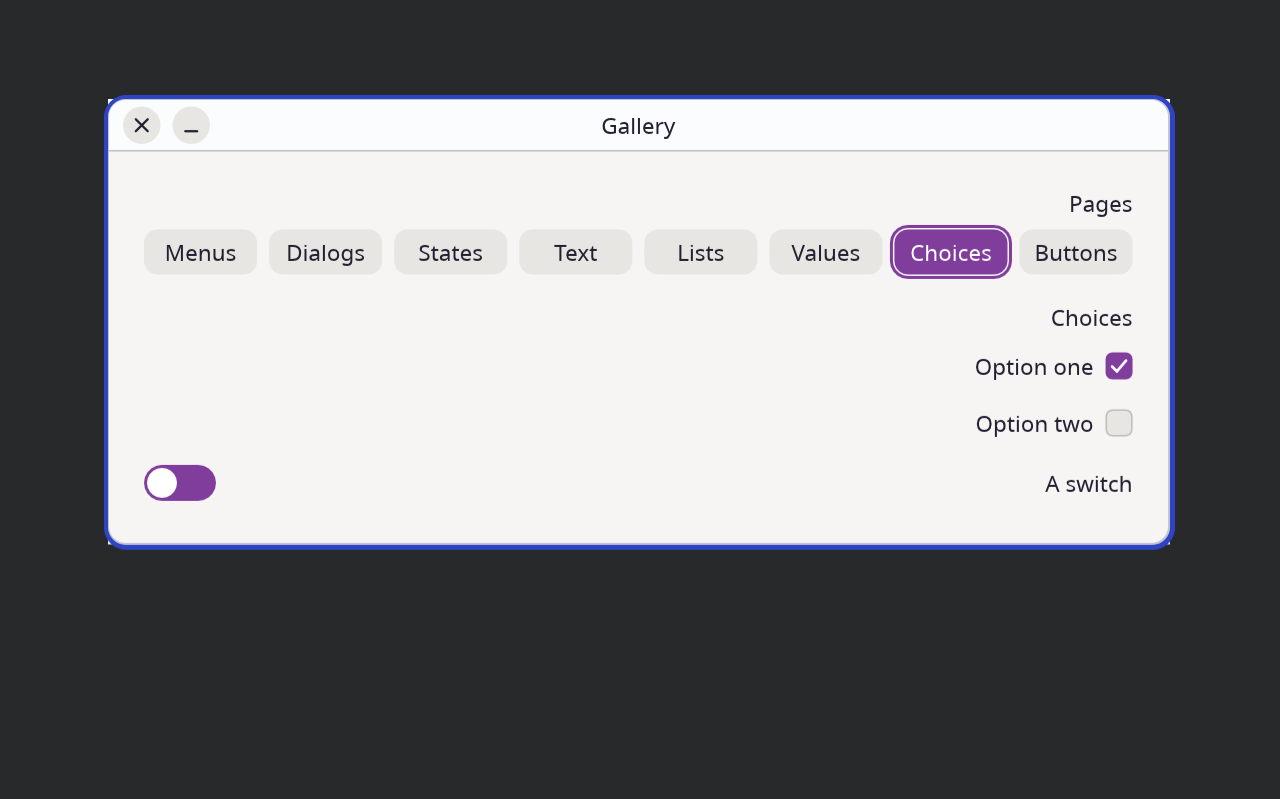 Gallery
Pages
Menus Dialogs States Text Lists Values Choices Buttons
Choices
Option one
Option two
A switch